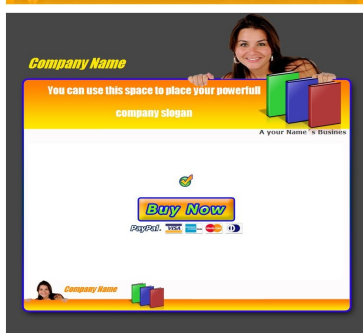 Company Name
You can use this space to place your powerfull
company slogan
A your Name's Busines
Buy Now
PayPal VISA
Company Name